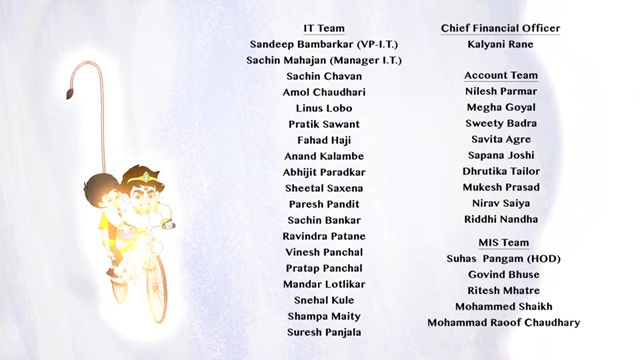 IT Team
Sandeep Bambarkar (VP-I.T.)
Sachin Mahajan (Manager I.T.)
Sachin Chavan
Amol Chaudhari
Linus Lobo
Pratik Sawant
Fahad Haji
Anand Kalambe
Abhijit Paradkar
Sheetal Saxena
Paresh Pandit
Sachin Bankar
Ravindra Patane
Vinesh Panchal
Pratap Panchal
Mandar Lotlikar
Snehal Kule
Shampa Maity
Suresh Panjala
Chief Financial Officer
Kalyani Rane
Account Team
Nilesh Parmar
Megha Goyal
Sweety Badra
Savita Agre
Sapana Joshi
Dhrutika Tailor
Mukesh Prasad
Nirav Saiya
Riddhi Nandha
MIS Team
Suhas Pangam (HOD)
Govind Bhuse
Ritesh Mhatre
Mohammed Shaikh
Mohammad Raoof Chaudhary